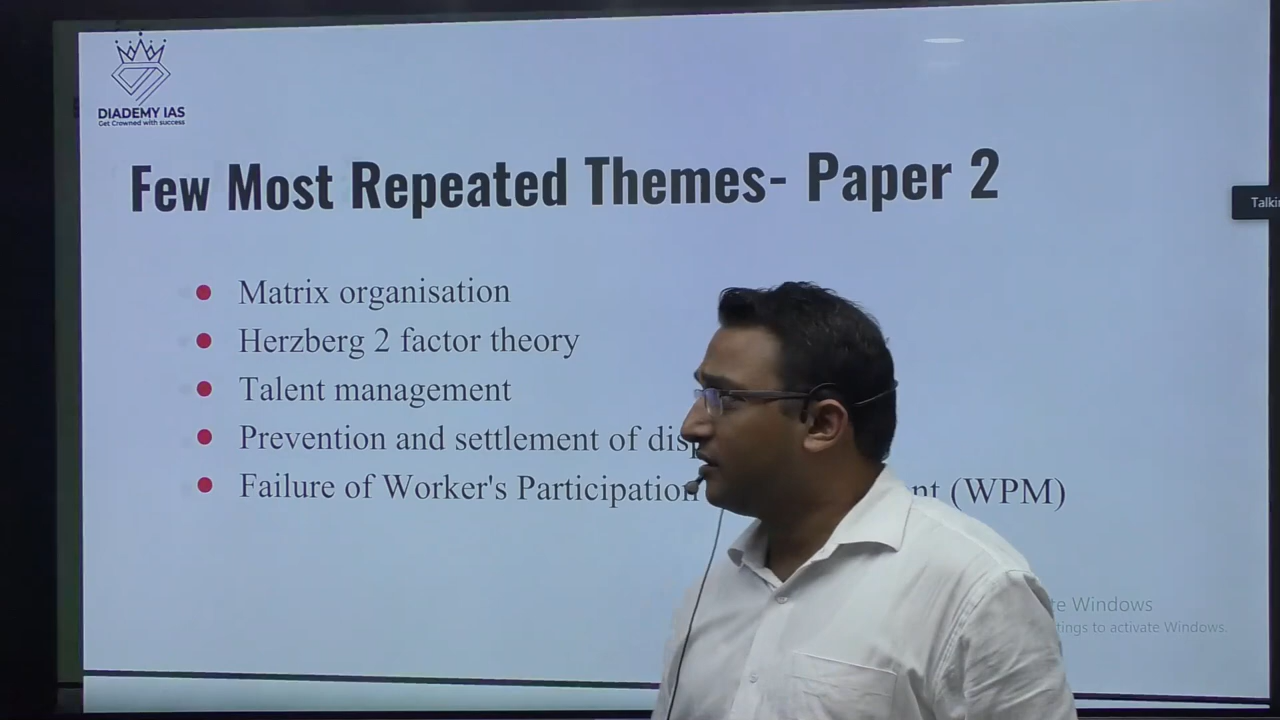 DIADEMY IAS
Get Crowned with success
Few Most Repeated Themes- Paper 2
Talkin
Matrix organisation
Herzberg 2 factor theory
Talent management
Prevention and settlement of disp
Failure of Worker's Participation nt (WPM)
te Windows
tings to activate Windows.